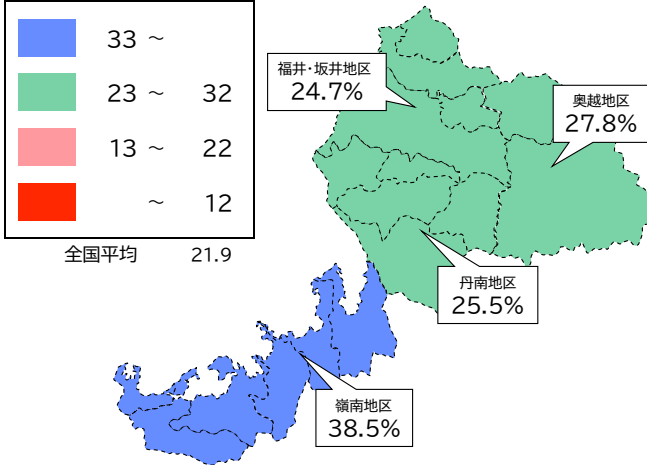 33 ～
23 ～ 32
13 ～ 22
～ 12
全国平均 21.9
福井・坂井地区
24.7%
奥越地区
27.8%
丹南地区
25.5%
嶺南地区
38.5%